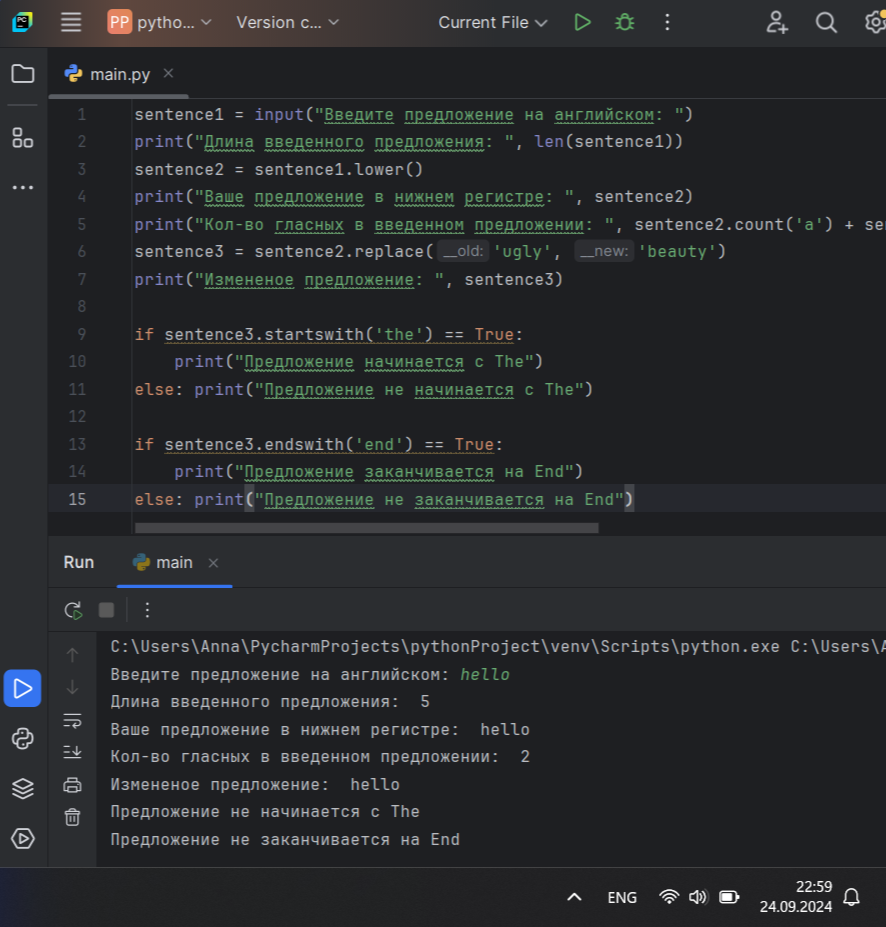 PC
PP pytho... Version c... Current File
main.py
1 sentence1 = input("Введите предложение на английском: ")
2 print("Длина введенного предложения: ", len(sentence1))
3 sentence2 = sentence1.lower()
4 print("Ваше предложение в нижнем регистре: ", sentence2)
5 print("Кол-во гласных в введенном предложении: ", sentence2.count('a') + se
6 sentence3 = sentence2.replace(__old: 'ugly', __new: 'beauty')
7 print("Измененое предложение: ", sentence3)
8
9 if sentence3.startswith('the') == True:
10 print("Предложение начинается с The")
11 else: print("Предложение не начинается с The")
12
13 if sentence3.endswith('end') == True:
14 print("Предложение заканчивается на End")
15 else: print("Предложение не заканчивается на End")
Run main
C:\Users\Anna\PycharmProjects\pythonProject\venv\Scripts\python.exe C:\Users\A
Введите предложение на английском: hello
Длина введенного предложения:  5
Ваше предложение в нижнем регистре:  hello
Кол-во гласных в введенном предложении:  2
Измененое предложение:  hello
Предложение не начинается с The
Предложение не заканчивается на End
ENG
22:59
24.09.2024